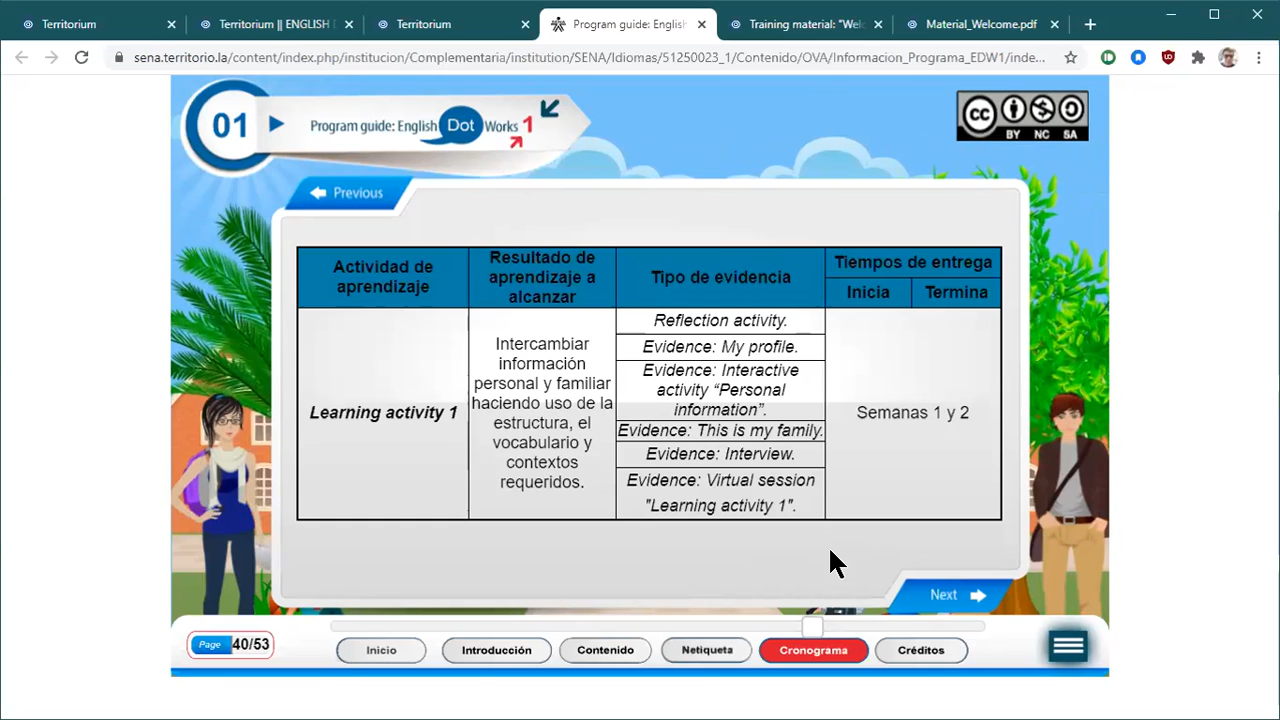 Territorium
Territorium || ENGLISH D
Territorium
Program guide: English
Training material: "Wel
Material_Welcome.pdf
sena.territorio.la/content/index.php/institucion/Complementaria/institution/SENA/Idiomas/51250023_1/Contenido/OVA/Informacion_Programa_EDW1/inde...
01
Program guide: English Dot Works 1
CC BY NC SA
Previous
Actividad de
aprendizaje
Resultado de
aprendizaje a
alcanzar
Tipo de evidencia
Tiempos de entrega
Inicia
Termina
Learning activity 1
Intercambiar
información
personal y familiar
haciendo uso de la
estructura, el
vocabulario y
contextos
requeridos.
Reflection activity.
Evidence: My profile.
Evidence: Interactive
activity “Personal
information”.
Evidence: This is my family.
Evidence: Interview.
Evidence: Virtual session
"Learning activity 1".
Semanas 1 y 2
Next
Page 40/53
Inicio
Introducción
Contenido
Netiqueta
Cronograma
Créditos